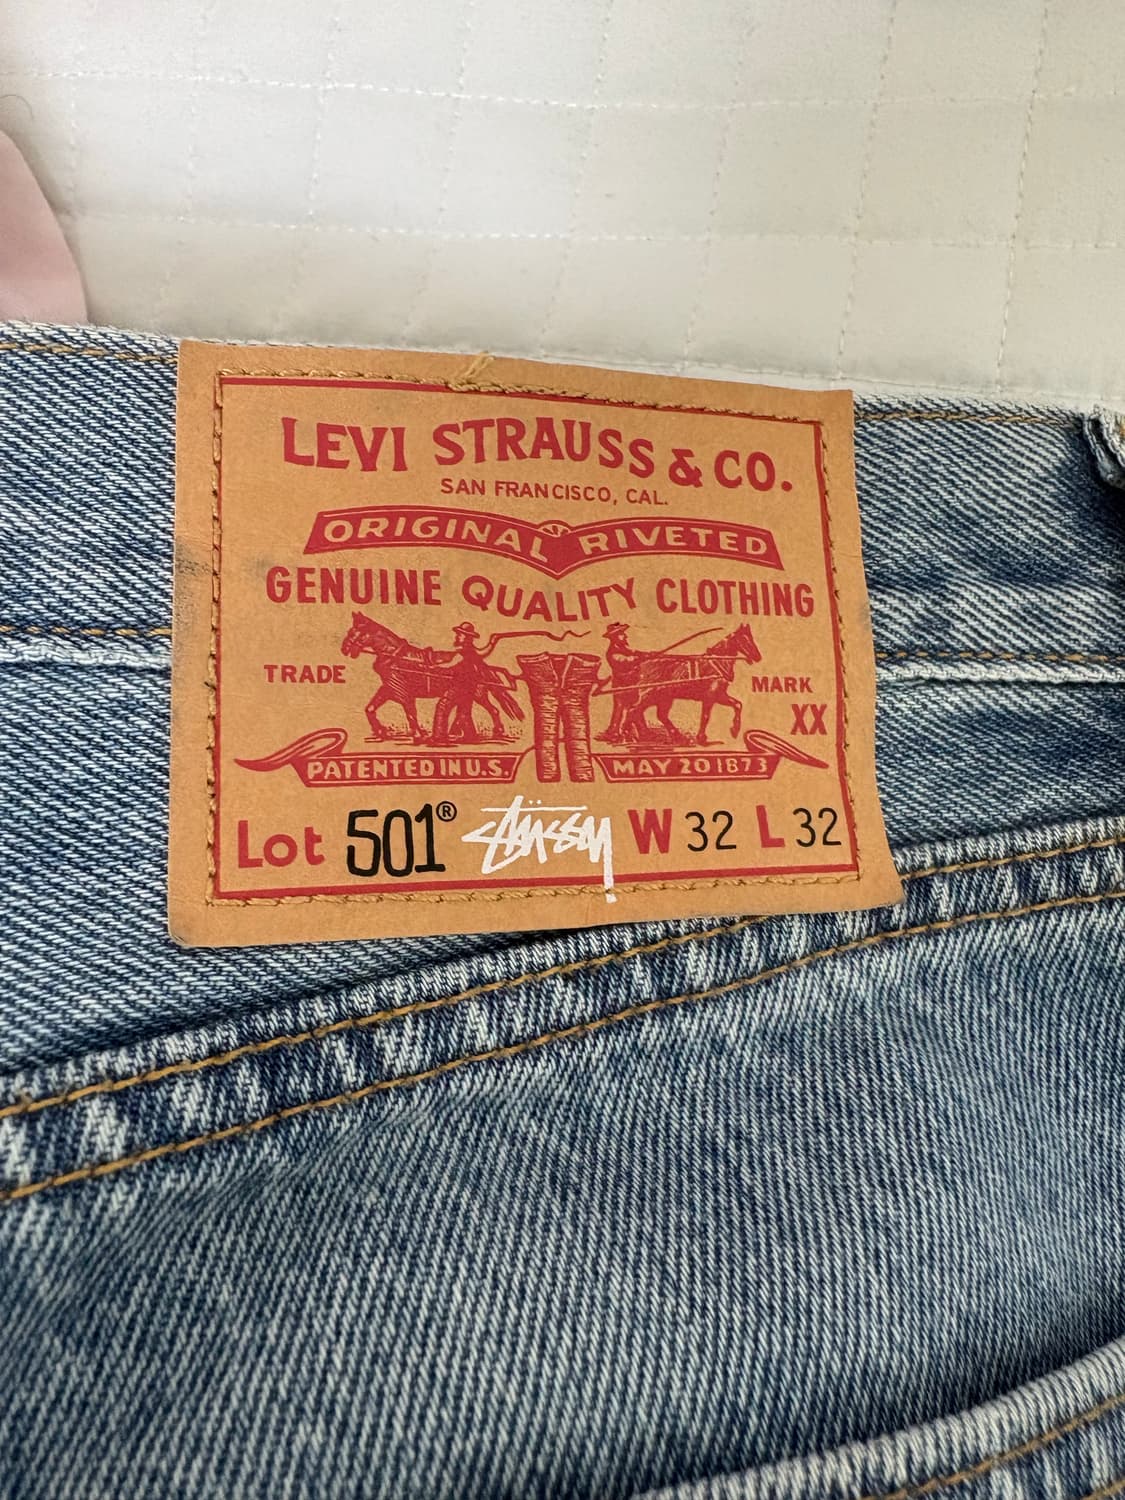 LEVI STRAUSS & CO.
SAN FRANCISCO, CAL.
ORIGINAL RIVETED
GENUINE QUALITY CLOTHING
TRADE MARK
XX
PATENTED IN U.S. MAY 20 1873
Lot 501® Stüssy W 32 L 32